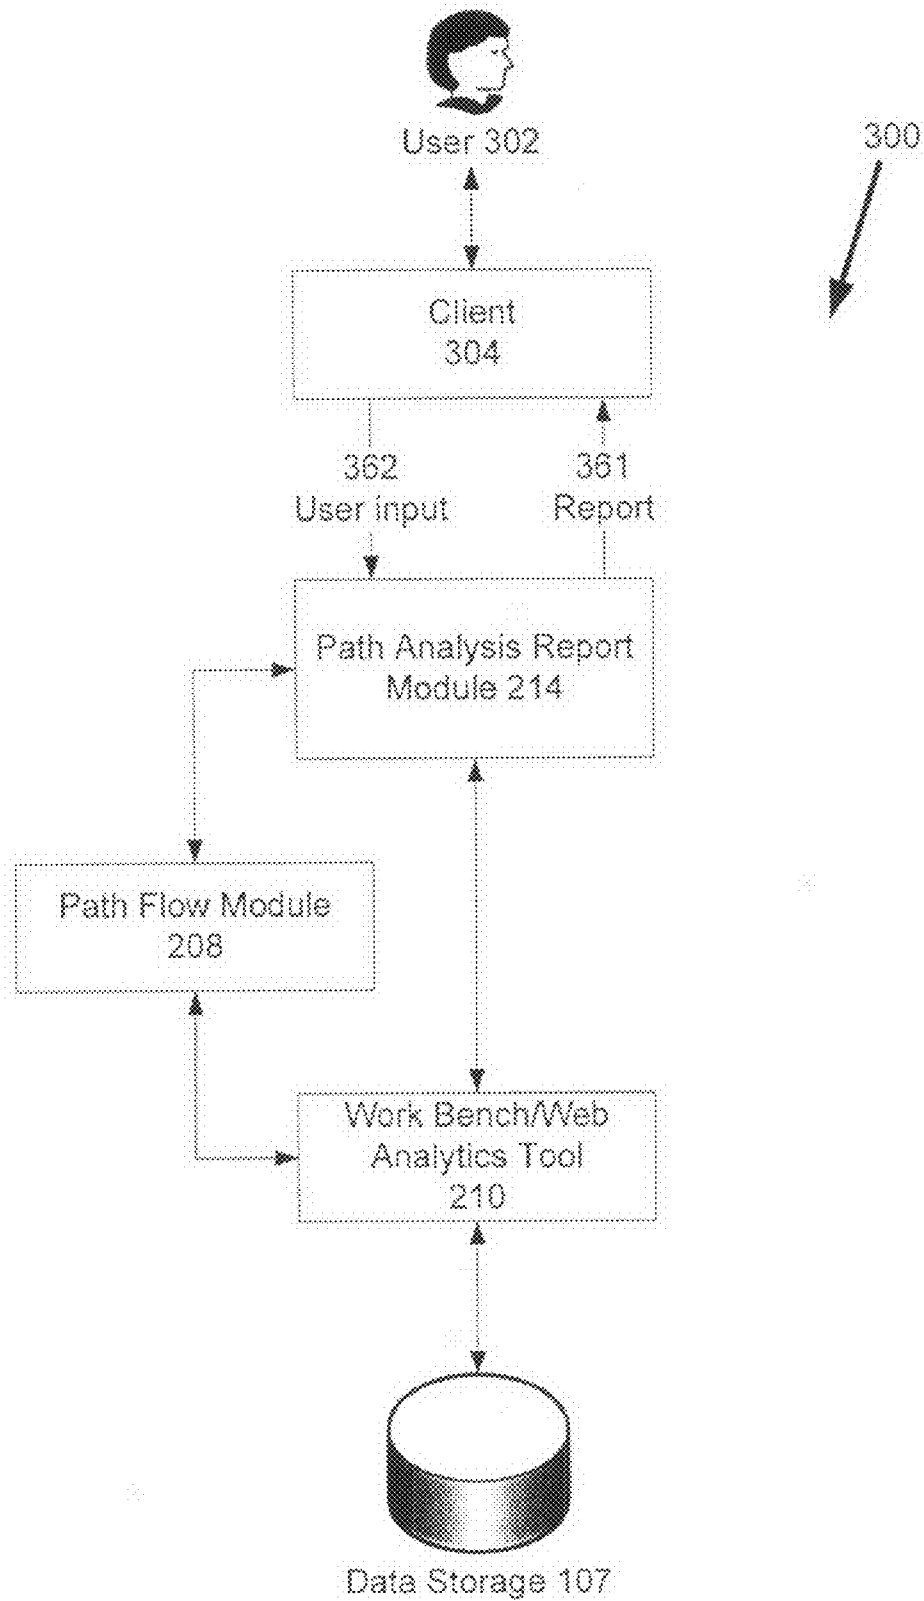 User 302
300
Client
304
362
User input
361
Report
Path Analysis Report
Module 214
Path Flow Module
208
Work Bench/Web
Analytics Tool
210
Data Storage 107